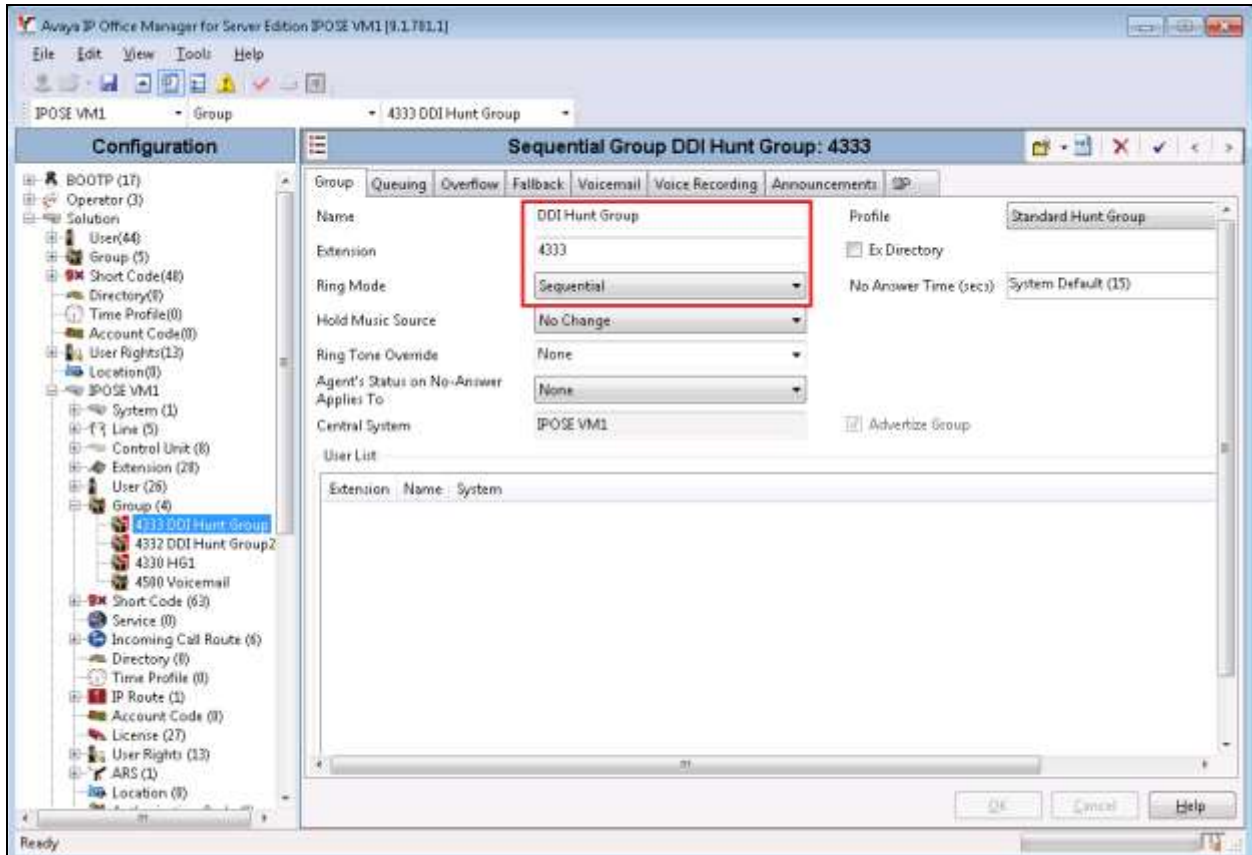 Avaya IP Office Manager for Server Edition IPOSE VM1 [9.1.781.1]
File Edit View Tools Help
IPOSE VM1 Group 4333 DDI Hunt Group
Configuration
BOOTP (17)
Operator (3)
Solution
User(44)
Group (5)
Short Code(48)
Directory(0)
Time Profile(0)
Account Code(0)
User Rights(13)
Location(0)
IPOSE VM1
System (1)
Line (5)
Control Unit (8)
Extension (28)
User (26)
Group (4)
4333 DDI Hunt Group
4332 DDI Hunt Group2
4330 HG1
4500 Voicemail
Short Code (63)
Service (0)
Incoming Call Route (6)
Directory (0)
Time Profile (0)
IP Route (1)
Account Code (0)
License (27)
User Rights (13)
ARS (1)
Location (0)
Sequential Group DDI Hunt Group: 4333
Group Queuing Overflow Fallback Voicemail Voice Recording Announcements SIP
Name DDI Hunt Group Profile Standard Hunt Group
Extension 4333 Ex Directory
Ring Mode Sequential No Answer Time (secs) System Default (15)
Hold Music Source No Change
Ring Tone Override None
Agent's Status on No-Answer
Applies To None
Central System IPOSE VM1 Advertize Group
User List
Extension Name System
OK Cancel Help
Ready